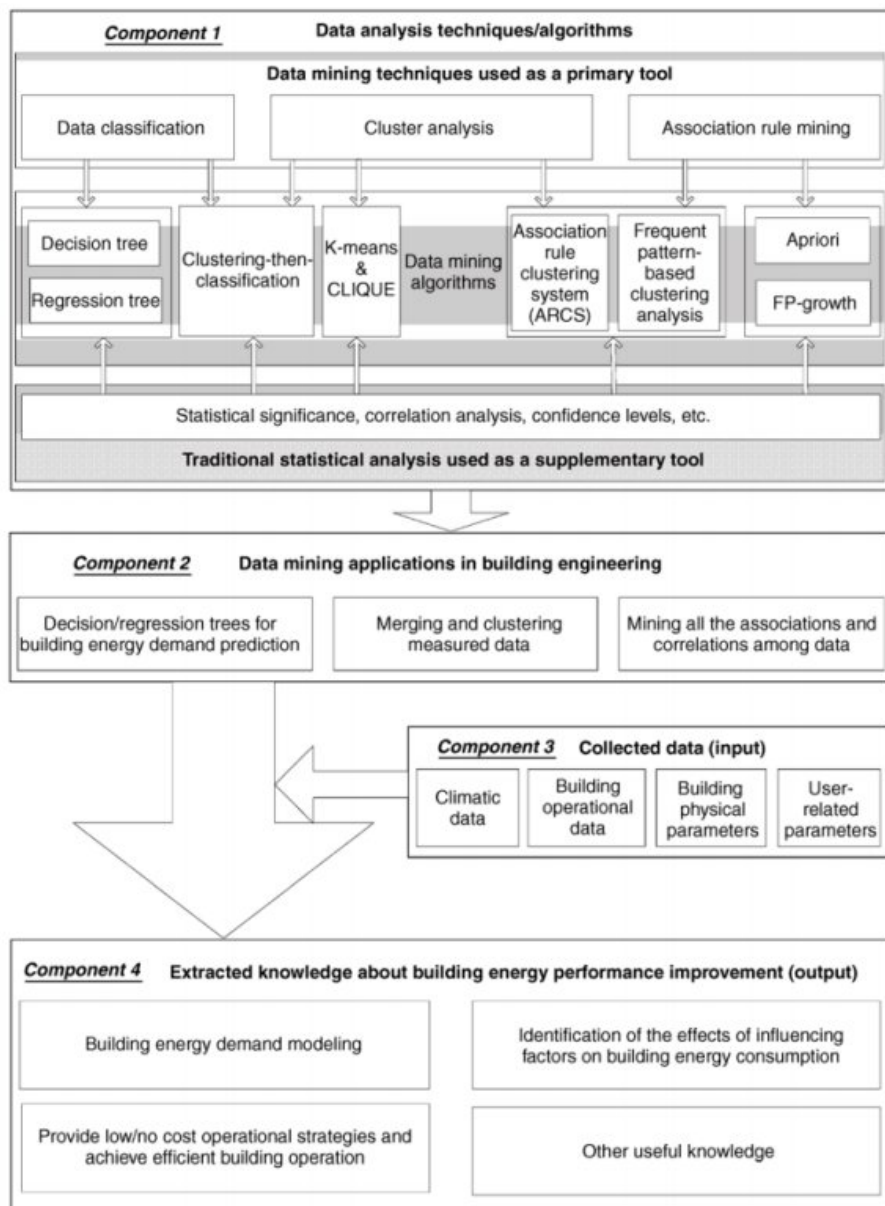 Component 1 Data analysis techniques/algorithms
Data mining techniques used as a primary tool
Data classification
Cluster analysis
Association rule mining
Decision tree
Regression tree
Clustering-then-
classification
K-means
&
CLIQUE
Data mining
algorithms
Association
rule
clustering
system
(ARCS)
Frequent
pattern-
based
clustering
analysis
Apriori
FP-growth
Statistical significance, correlation analysis, confidence levels, etc.
Traditional statistical analysis used as a supplementary tool
Component 2 Data mining applications in building engineering
Decision/regression trees for
building energy demand prediction
Merging and clustering
measured data
Mining all the associations and
correlations among data
Component 3 Collected data (input)
Climatic
data
Building
operational
data
Building
physical
parameters
User-
related
parameters
Component 4 Extracted knowledge about building energy performance improvement (output)
Building energy demand modeling
Identification of the effects of influencing
factors on building energy consumption
Provide low/no cost operational strategies and
achieve efficient building operation
Other useful knowledge